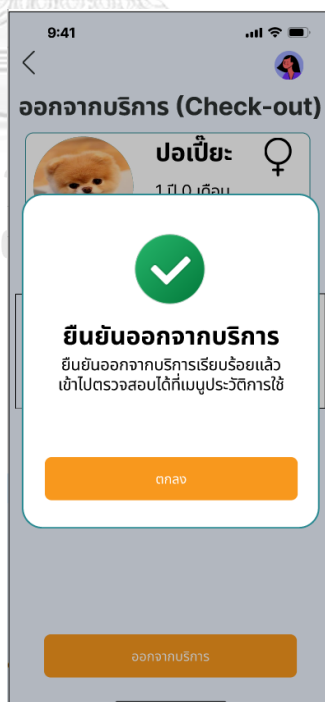 9:41
ออกจากบริการ (Check-out)
ปอเปี๊ยะ
1 ปี 0 เดือน
ยืนยันออกจากบริการ
ยืนยันออกจากบริการเรียบร้อยแล้ว
เข้าไปตรวจสอบได้ที่เมนูประวัติการใช้
ตกลง
ออกจากบริการ